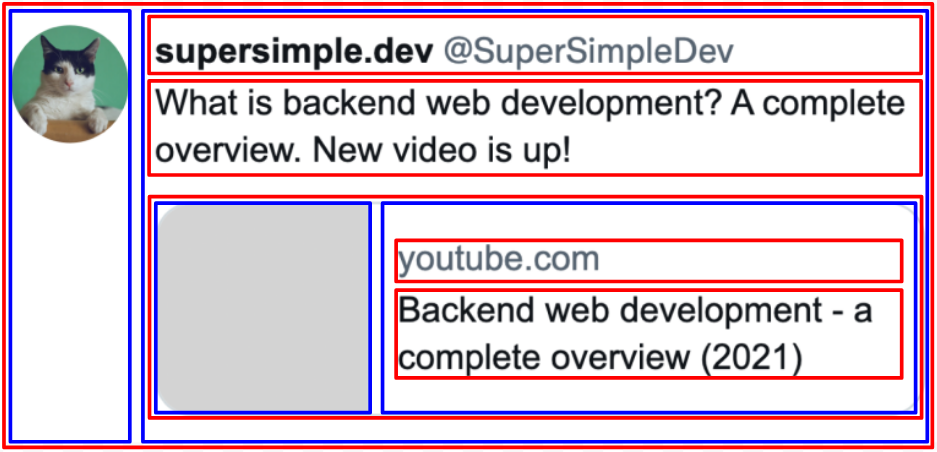 supersimple.dev @SuperSimpleDev
What is backend web development? A complete
overview. New video is up!
youtube.com
Backend web development - a
complete overview (2021)